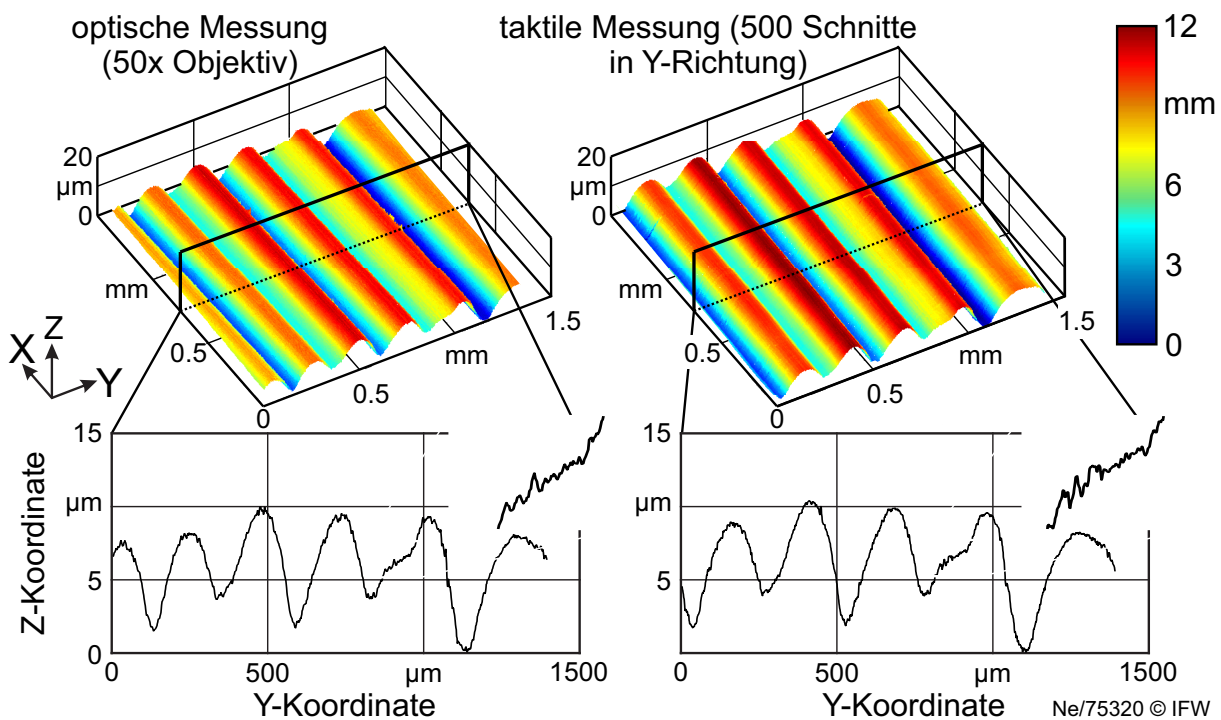 optische Messung
(50x Objektiv)
taktile Messung (500 Schnitte
in Y-Richtung)
12
mm
6
3
0
20
µm
0
mm
0.5
0
0.5
mm
1.5
20
µm
0
mm
0.5
0
0.5
mm
1.5
X
Z
Y
15
µm
5
0
Z-Koordinate
0
500
µm
1500
Y-Koordinate
15
µm
5
0
0
500
µm
1500
Y-Koordinate
Ne/75320 © IFW